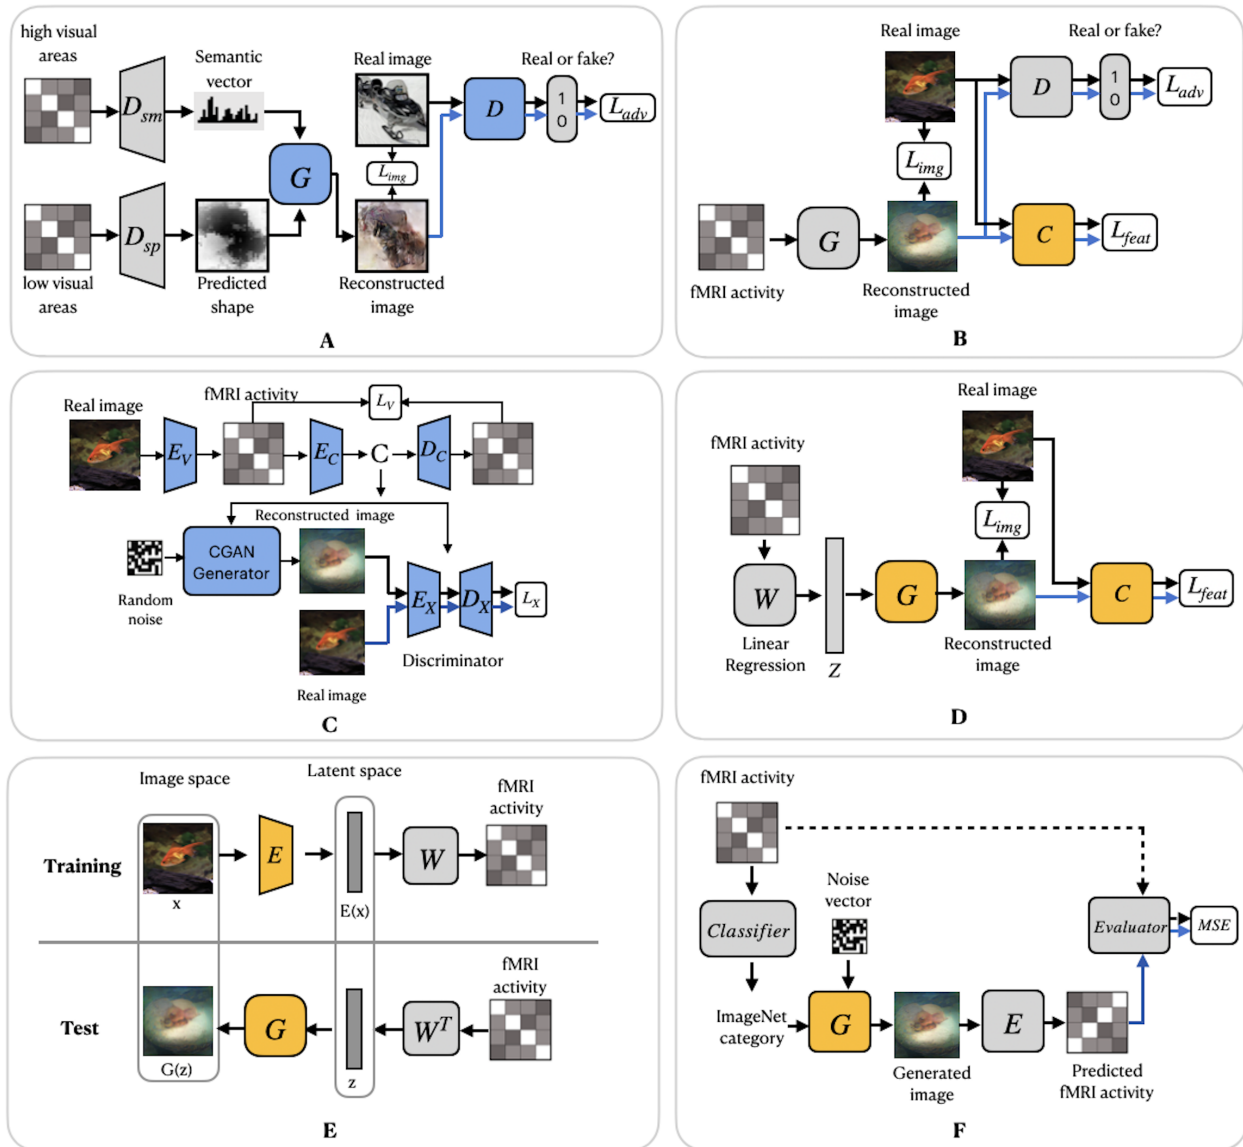 high visual
areas
Semantic
vector
Real image
Real or fake?
D_sm
D
1
0
L_adv
G
L_img
D_sp
low visual
areas
Predicted
shape
Reconstructed
image
A
Real image
Real or fake?
D
1
0
L_adv
L_img
G
C
L_feat
fMRI activity
Reconstructed
image
B
Real image
fMRI activity
L_V
E_V
E_C
C
D_C
Reconstructed image
CGAN
Generator
Random
noise
E_X
D_X
L_X
Discriminator
Real image
C
Real image
fMRI activity
L_img
W
G
C
L_feat
Linear
Regression
Z
Reconstructed
image
D
Image space
Latent space
fMRI
activity
Training
E
W
x
E(x)
fMRI
activity
Test
G
W^T
G(z)
z
E
fMRI activity
Noise
vector
Classifier
Evaluator
MSE
ImageNet
category
G
E
Generated
image
Predicted
fMRI activity
F